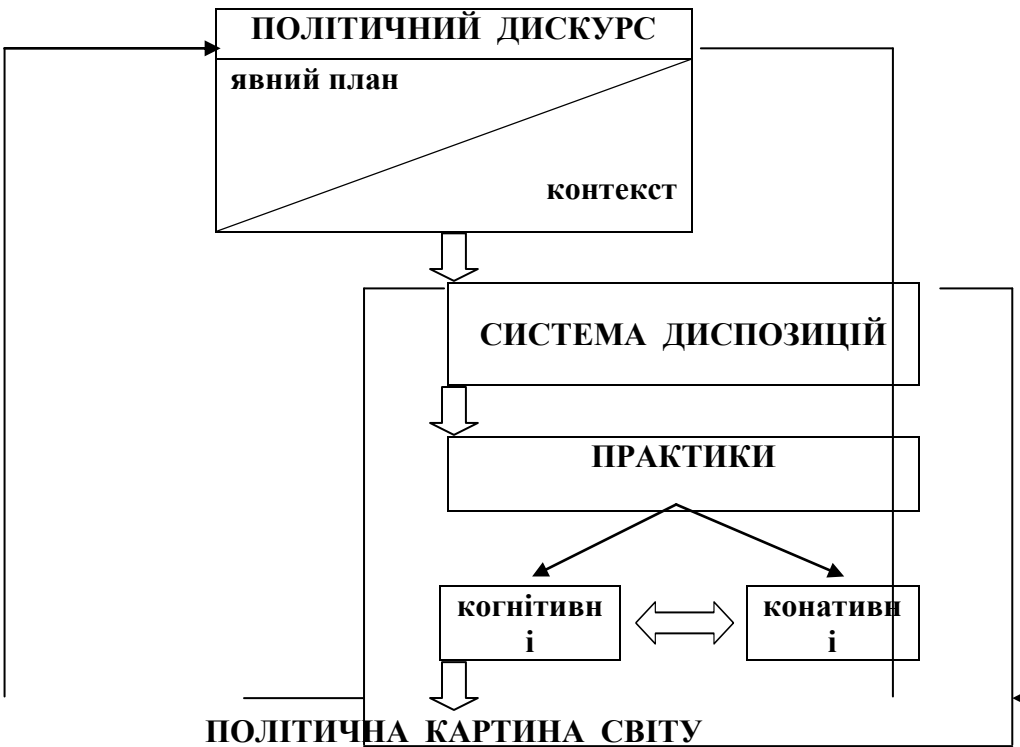 ПОЛІТИЧНИЙ ДИСКУРС
явний план
контекст
СИСТЕМА ДИСПОЗИЦІЙ
ПРАКТИКИ
когнітивн
і
конативн
і
ПОЛІТИЧНА КАРТИНА СВІТУ